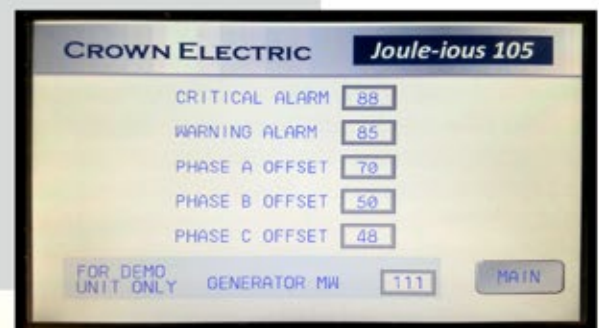 CROWN ELECTRIC Joule-ious 105
CRITICAL ALARM 88
WARNING ALARM 85
PHASE A OFFSET 70
PHASE B OFFSET 50
PHASE C OFFSET 48
FOR DEMO
UNIT ONLY GENERATOR MW 111 MAIN